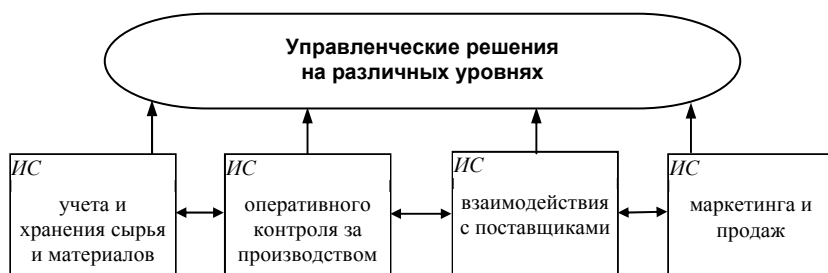 Управленческие решения
на различных уровнях
ИС
учета и
хранения сырья
и материалов
ИС
оперативного
контроля за
производством
ИС
взаимодействия
с поставщиками
ИС
маркетинга и
продаж